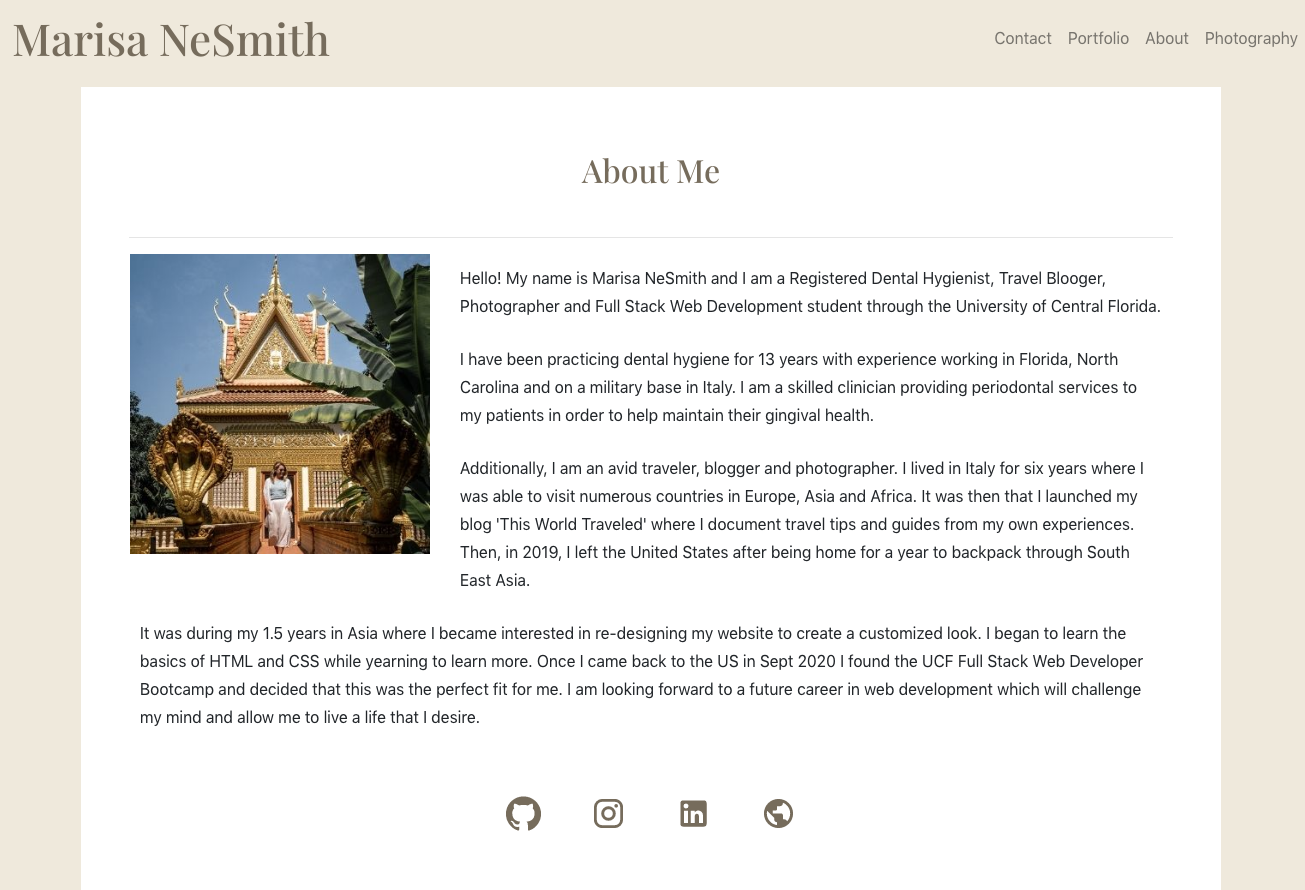 Marisa NeSmith
Contact Portfolio About Photography
About Me
Hello! My name is Marisa NeSmith and I am a Registered Dental Hygienist, Travel Blooger,
Photographer and Full Stack Web Development student through the University of Central Florida.
I have been practicing dental hygiene for 13 years with experience working in Florida, North
Carolina and on a military base in Italy. I am a skilled clinician providing periodontal services to
my patients in order to help maintain their gingival health.
Additionally, I am an avid traveler, blogger and photographer. I lived in Italy for six years where I
was able to visit numerous countries in Europe, Asia and Africa. It was then that I launched my
blog 'This World Traveled' where I document travel tips and guides from my own experiences.
Then, in 2019, I left the United States after being home for a year to backpack through South
East Asia.
It was during my 1.5 years in Asia where I became interested in re-designing my website to create a customized look. I began to learn the
basics of HTML and CSS while yearning to learn more. Once I came back to the US in Sept 2020 I found the UCF Full Stack Web Developer
Bootcamp and decided that this was the perfect fit for me. I am looking forward to a future career in web development which will challenge
my mind and allow me to live a life that I desire.
in